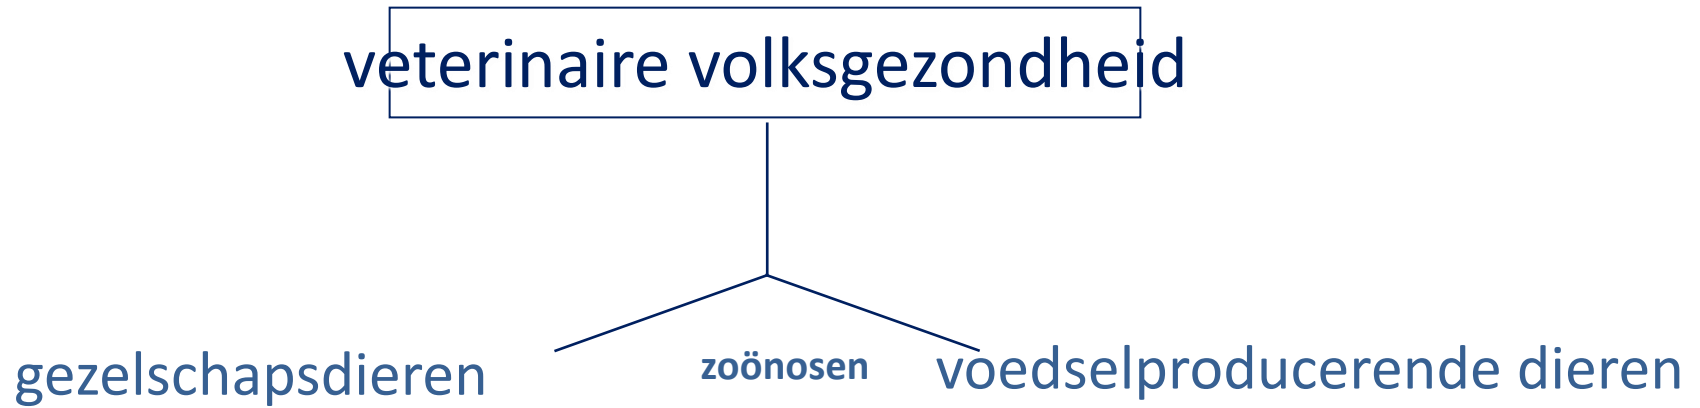 veterinaire volksgezondheid
gezelschapsdieren
zoönosen
voedselproducerende dieren